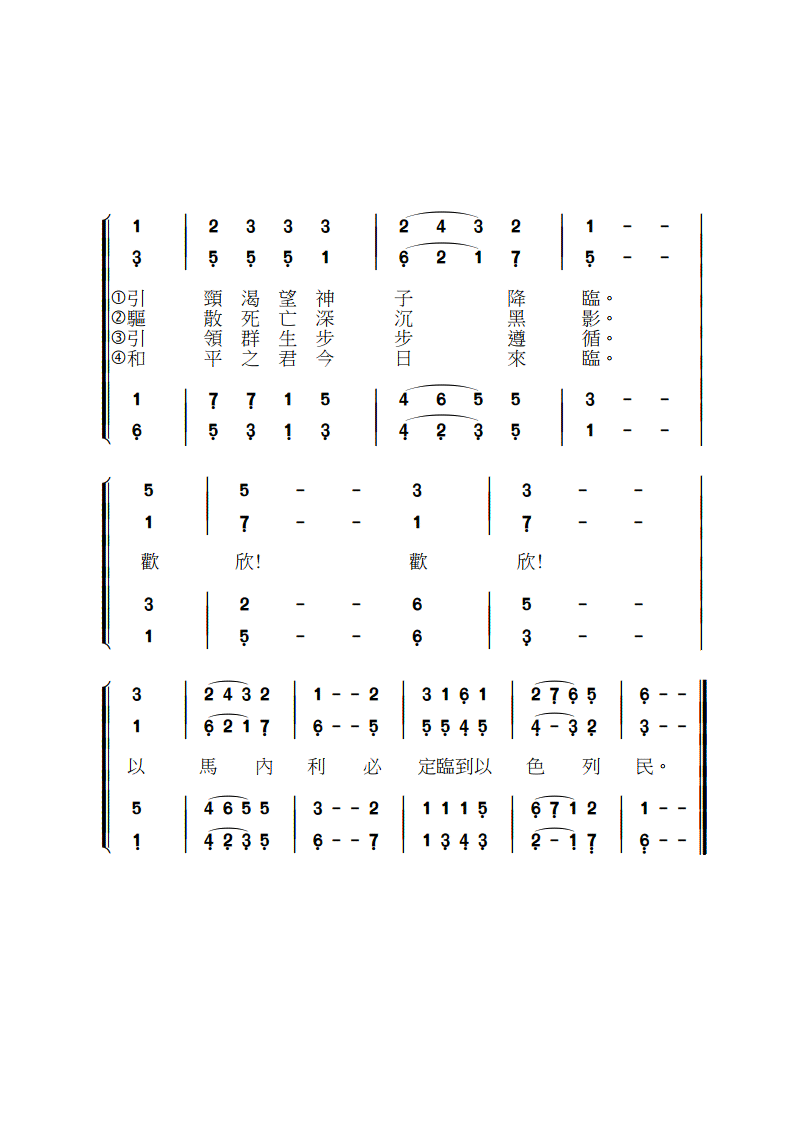 1 | 2 3 3 3 | 2 4 3 2 | 1 - - |
3 | 5 5 5 1 | 6 2 1 7 | 5 - - |
①引 頸 渴 望 神 子 降 臨。
②驅 散 死 亡 深 沉 黑 影。
③引 領 群 生 步 步 遵 循。
④和 平 之 君 今 日 來 臨。
1 | 7 7 1 5 | 4 6 5 5 | 3 - - |
6 | 5 3 1 3 | 4 2 3 5 | 1 - - |
5 | 5 - - 3 | 3 - - |
1 | 7 - - 1 | 7 - - |
歡 欣! 歡 欣!
3 | 2 - - 6 | 5 - - |
1 | 5 - - 6 | 3 - - |
3 | 2 4 3 2 | 1 - - 2 | 3 1 6 1 | 2 7 6 5 | 6 - -
1 | 6 2 1 7 | 6 - - 5 | 5 5 4 5 | 4 - 3 2 | 3 - -
以 馬 內 利 必 定臨到以 色 列 民。
5 | 4 6 5 5 | 3 - - 2 | 1 1 1 5 | 6 7 1 2 | 1 - -
1 | 4 2 3 5 | 6 - - 7 | 1 3 4 3 | 2 - 1 7 | 6 - -